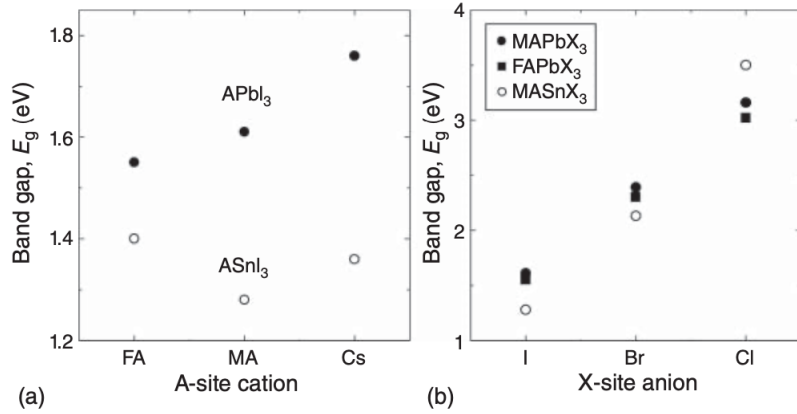 1.8
1.6
1.4
1.2
Band gap, Eg (eV)
APbI3
ASnI3
FA MA Cs
A-site cation
(a)
4
3
2
1
Band gap, Eg (eV)
MAPbX3
FAPbX3
MASnX3
I Br Cl
X-site anion
(b)